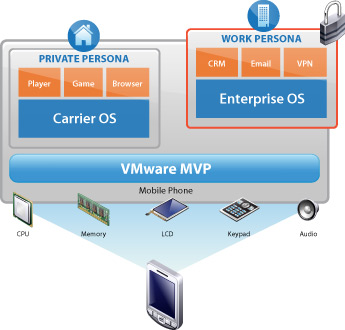 PRIVATE PERSONA
WORK PERSONA
Player Game Browser
CRM Email VPN
Carrier OS
Enterprise OS
VMware MVP
Mobile Phone
CPU Memory LCD Keypad Audio